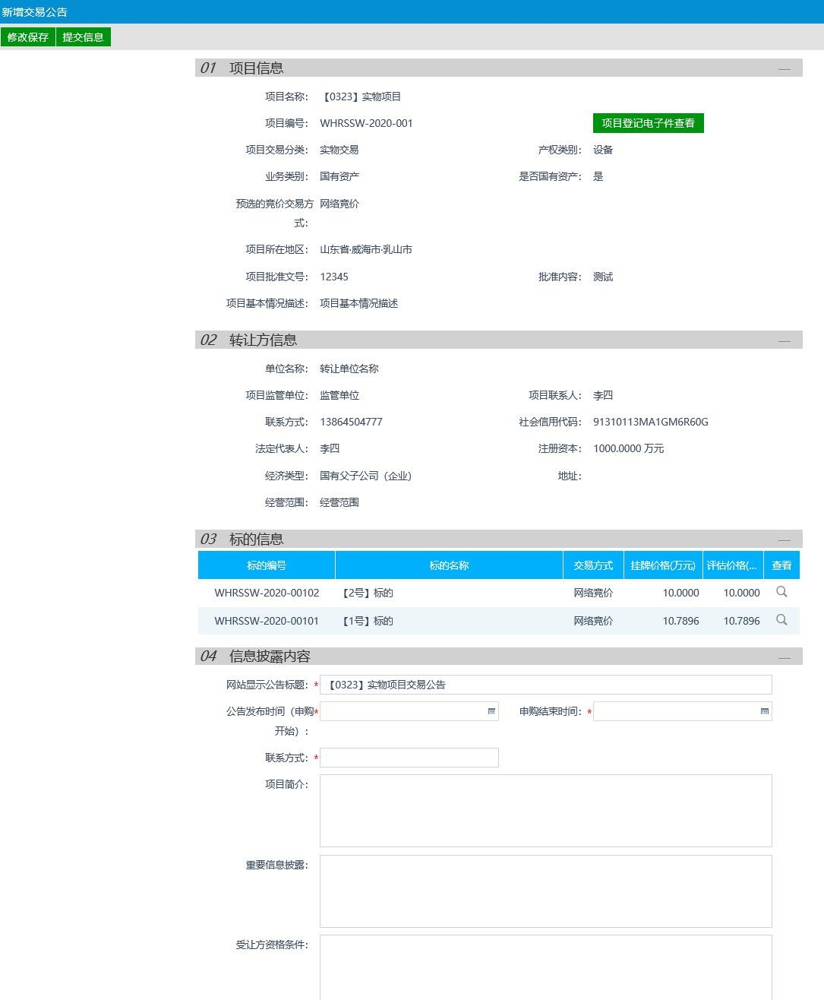 新增交易公告
修改保存 提交信息
01 项目信息
项目名称： 【0323】实物项目
项目编号： WHRSSW-2020-001 项目登记电子件查看
项目交易分类： 实物交易 产权类别： 设备
业务类别： 国有资产 是否国有资产： 是
预选的竞价交易方 网络竞价
式：
项目所在地区： 山东省·威海市·乳山市
项目批准文号： 12345 批准内容： 测试
项目基本情况描述： 项目基本情况描述
02 转让方信息
单位名称： 转让单位名称
项目监管单位： 监管单位 项目联系人： 李四
联系方式： 13864504777 社会信用代码： 91310113MA1GM6R60G
法定代表人： 李四 注册资本： 1000.0000 万元
经济类型： 国有父子公司（企业） 地址：
经营范围： 经营范围
03 标的信息
标的编号 标的名称 交易方式 挂牌价格(万元) 评估价格(... 查看
WHRSSW-2020-00102 【2号】标的 网络竞价 10.0000 10.0000
WHRSSW-2020-00101 【1号】标的 网络竞价 10.7896 10.7896
04 信息披露内容
网站显示公告标题：* 【0323】实物项目交易公告
公告发布时间（申购* 申购结束时间：*
开始）：
联系方式：*
项目简介：
重要信息披露：
受让方资格条件：